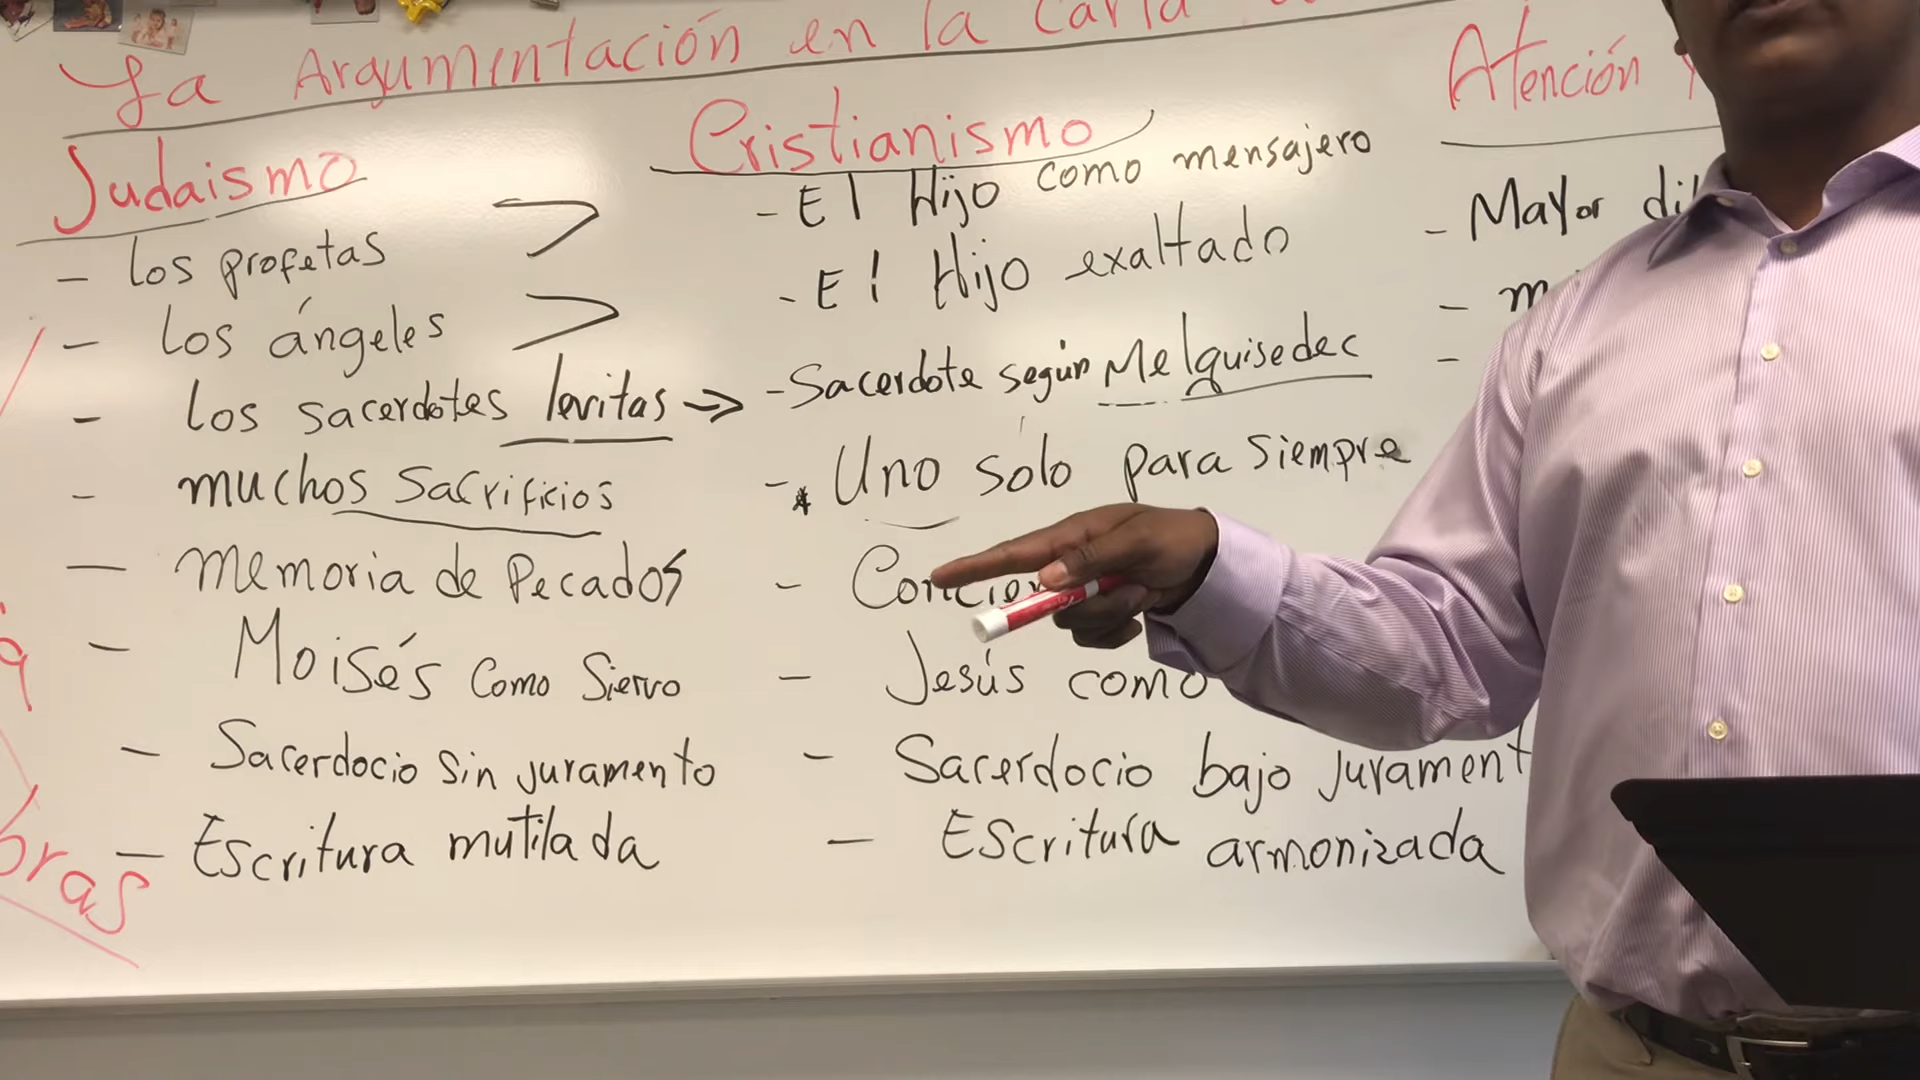 La Argumentación en la Carta
Judaismo
- los profetas >
- los ángeles >
- los sacerdotes levitas →
- muchos sacrificios
- memoria de Pecados
- Moisés como Siervo
- Sacerdocio sin juramento
- Escritura mutilada
Cristianismo
- El Hijo como mensajero
- El Hijo exaltado
- Sacerdote según Melquisedec
- * Uno solo para siempre
-
- Jesús como
- Sacerdocio bajo jurament
- Escritura armonizada
Atención
- Mayor
-
-
bras